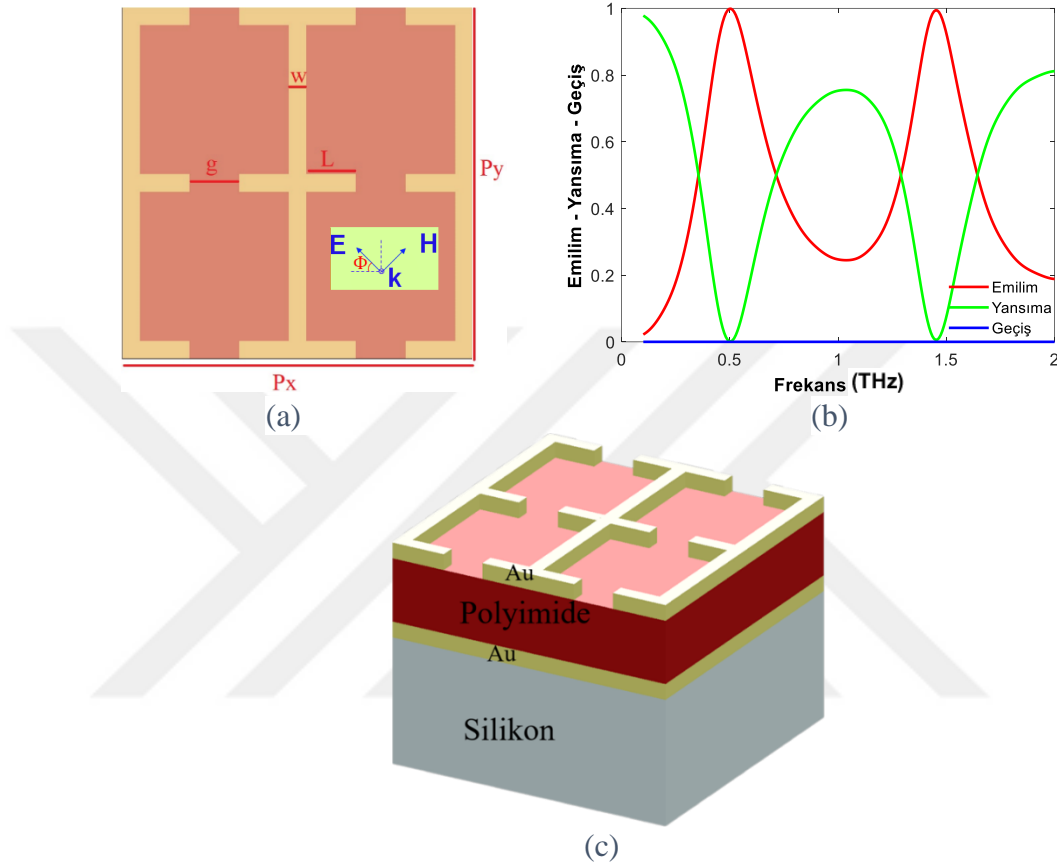 w
g
L
Py
E
H
Φ
k
Px
(a)
1
0.8
0.6
0.4
0.2
0
Emilim - Yansıma - Geçiş
Emilim
Yansıma
Geçiş
0
0.5
1
1.5
2
Frekans (THz)
(b)
Au
Polyimide
Au
Silikon
(c)